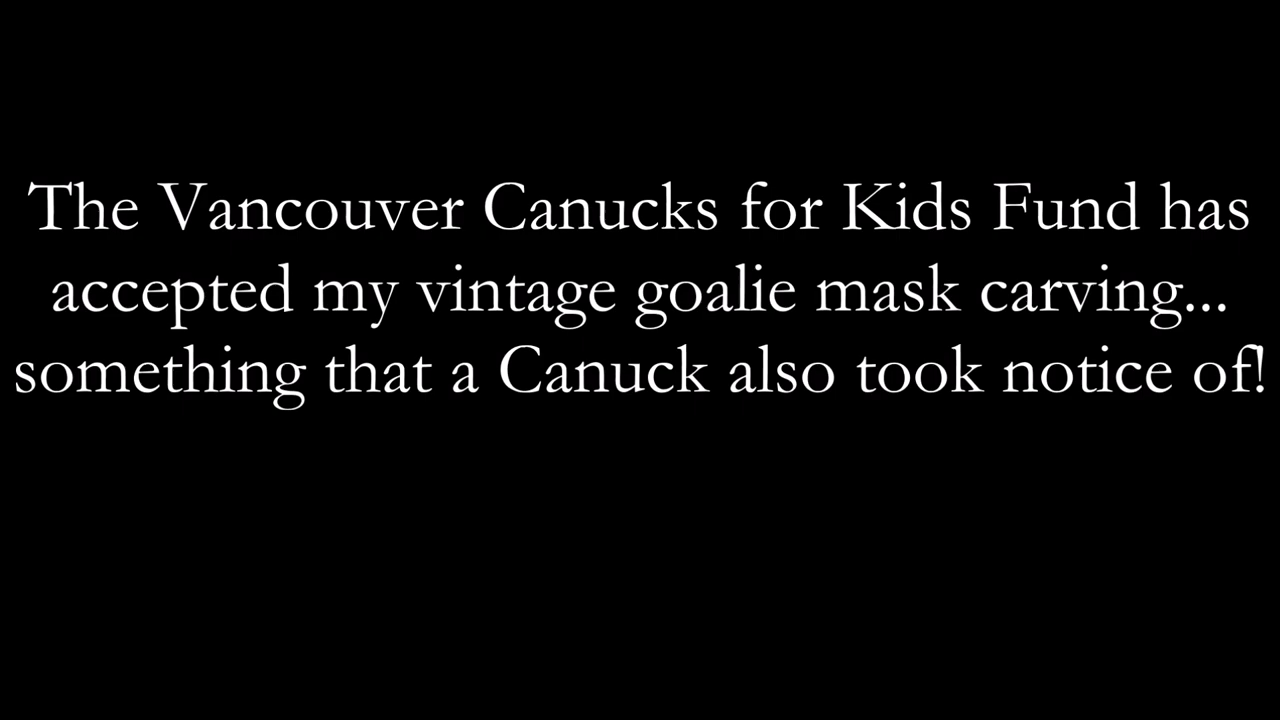 The Vancouver Canucks for Kids Fund has
accepted my vintage goalie mask carving...
something that a Canuck also took notice of!